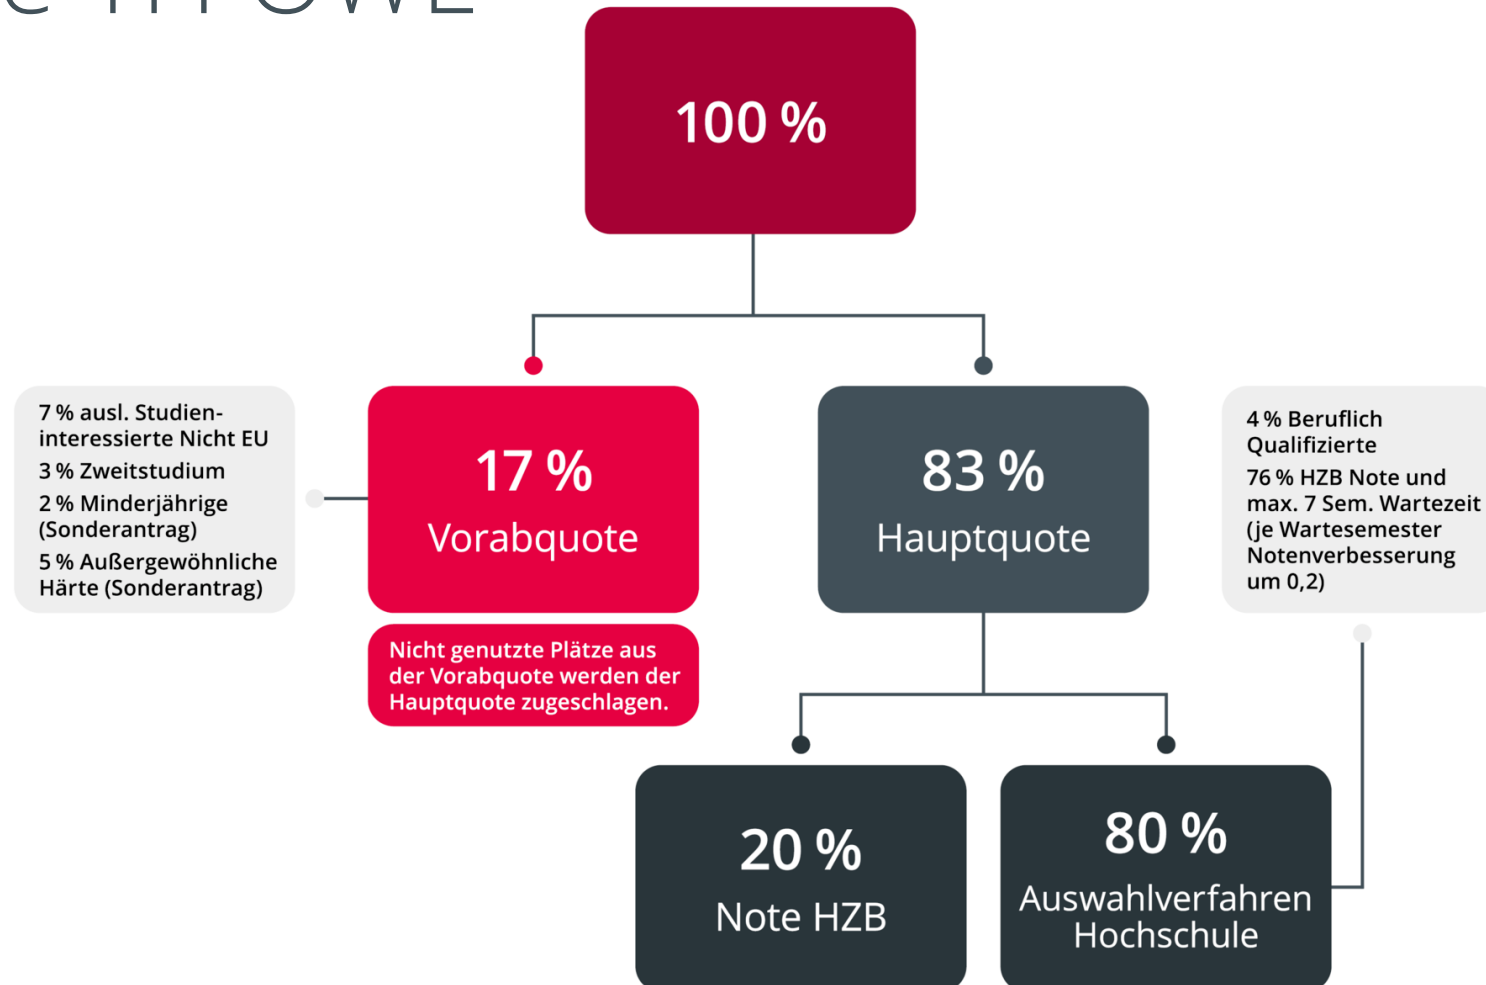 TH OWE
100 %
7 % ausl. Studien-
interessierte Nicht EU
3 % Zweitstudium
2 % Minderjährige
(Sonderantrag)
5 % Außergewöhnliche
Härte (Sonderantrag)
17 %
Vorabquote
Nicht genutzte Plätze aus
der Vorabquote werden der
Hauptquote zugeschlagen.
83 %
Hauptquote
4 % Beruflich
Qualifizierte
76 % HZB Note und
max. 7 Sem. Wartezeit
(je Wartesemester
Notenverbesserung
um 0,2)
20 %
Note HZB
80 %
Auswahlverfahren
Hochschule